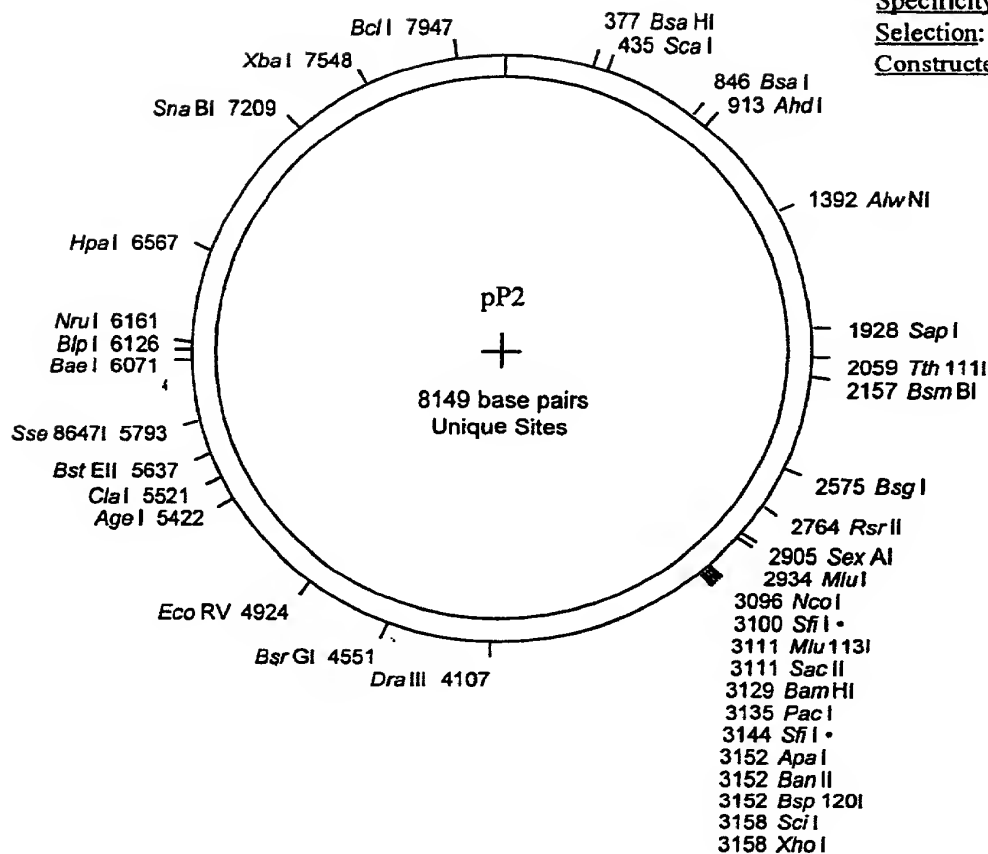 Specificity
Selection:
Constructe
Bcl I 7947
377 Bsa HI
435 Sca I
Xba I 7548
846 Bsa I
913 Ahd I
Sna BI 7209
1392 Alw NI
Hpa I 6567
pP2
8149 base pairs
Unique Sites
Nru I 6161
Blp I 6126
Bae I 6071
1928 Sap I
2059 Tth 111I
2157 Bsm BI
Sse 8647I 5793
Bst EII 5637
Cla I 5521
Age I 5422
2575 Bsg I
2764 Rsr II
2905 Sex AI
2934 Mlu I
3096 Nco I
3100 Sfi I •
3111 Mlu 113I
3111 Sac II
3129 Bam HI
3135 Pac I
3144 Sfi I •
3152 Apa I
3152 Ban II
3152 Bsp 120I
3158 Sci I
3158 Xho I
Eco RV 4924
Bsr GI 4551
Dra III 4107